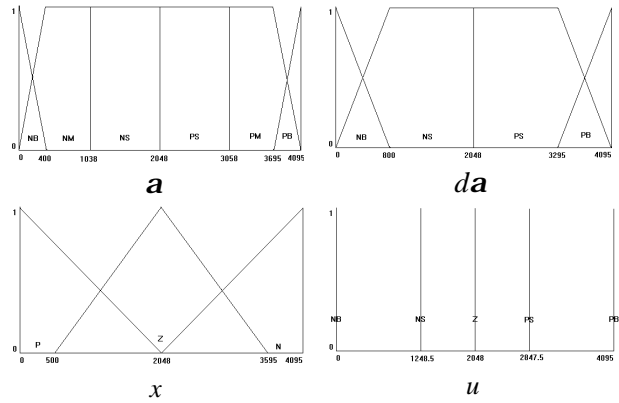 1
NB NM NS PS PM PB
0
0 400 1038 2048 3058 3695 4095
a
1
NB NS PS PB
0
0 800 2048 3295 4095
da
1
P Z N
0
0 500 2048 3595 4095
x
1
NB NS Z PS PB
0
0 1248.5 2048 2847.5 4095
u